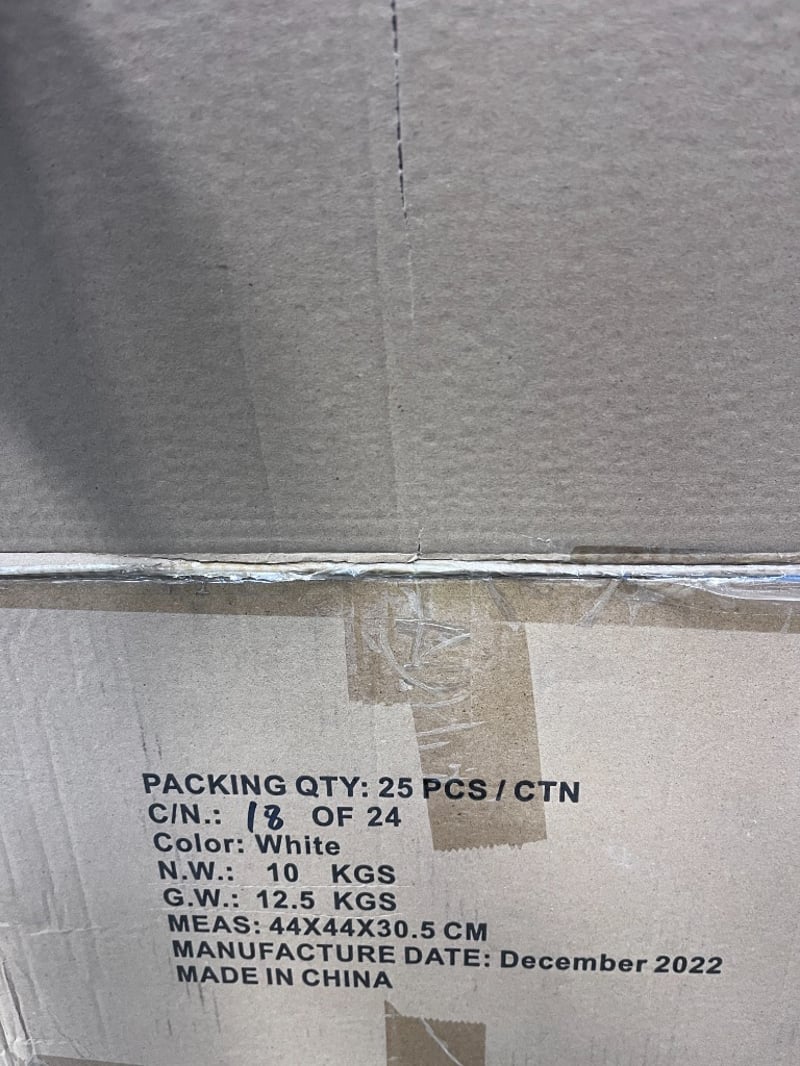 PACKING QTY: 25 PCS / CTN
C/N.: 18 OF 24
Color: White
N.W.: 10 KGS
G.W.: 12.5 KGS
MEAS: 44X44X30.5 CM
MANUFACTURE DATE: December 2022
MADE IN CHINA